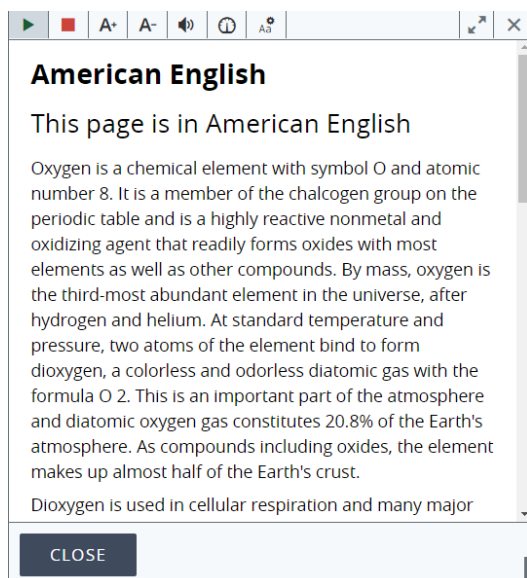 A+ A- Aa
American English
This page is in American English
Oxygen is a chemical element with symbol O and atomic
number 8. It is a member of the chalcogen group on the
periodic table and is a highly reactive nonmetal and
oxidizing agent that readily forms oxides with most
elements as well as other compounds. By mass, oxygen is
the third-most abundant element in the universe, after
hydrogen and helium. At standard temperature and
pressure, two atoms of the element bind to form
dioxygen, a colorless and odorless diatomic gas with the
formula O 2. This is an important part of the atmosphere
and diatomic oxygen gas constitutes 20.8% of the Earth's
atmosphere. As compounds including oxides, the element
makes up almost half of the Earth's crust.
Dioxygen is used in cellular respiration and many major
CLOSE